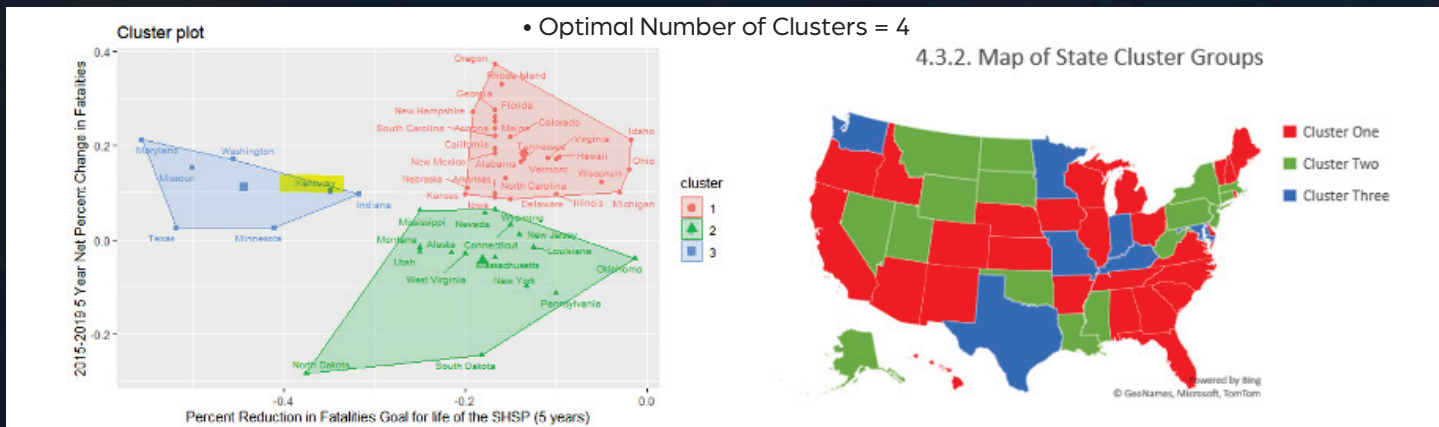 • Optimal Number of Clusters = 4
Cluster plot
2015-2019 5 Year Net Percent Change in Fatalities
0.4
0.2
0.0
-0.2
-0.4
-0.2
0.0
Percent Reduction in Fatalities Goal for life of the SHSP (5 years)
Oregon
Rhode Island
Georgia
Florida
New Hampshire
Colorado
South Carolina
Arizona
Maine
Virginia
Idaho
California
Tennessee
Hawaii
Ohio
New Mexico
Alabama
Vermont
Wisconsin
Nebraska
Arkansas
North Carolina
Kansas
Iowa
Delaware
Illinois
Michigan
Maryland
Washington
Missouri
Kentucky
Indiana
Texas
Minnesota
Mississippi
Nevada
Wyoming
New Jersey
Montana
Alaska
Connecticut
Louisiana
Utah
Massachusetts
Oklahoma
West Virginia
New York
Pennsylvania
North Dakota
South Dakota
cluster
1
2
3
4.3.2. Map of State Cluster Groups
Cluster One
Cluster Two
Cluster Three
Powered by Bing
© GeoNames, Microsoft, TomTom